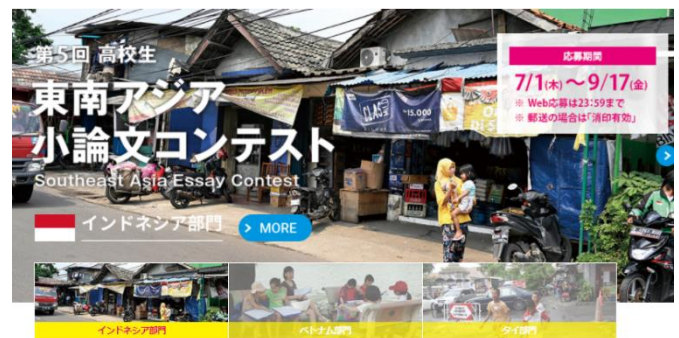 第5回 高校生
東南アジア
小論文コンテスト
Southeast Asia Essay Contest
インドネシア部門
MORE
応募期間
7/1(木)～9/17(金)
※ Web応募は23:59まで
※ 郵送の場合は「消印有効」
15.000
インドネシア部門
ベトナム部門
タイ部門